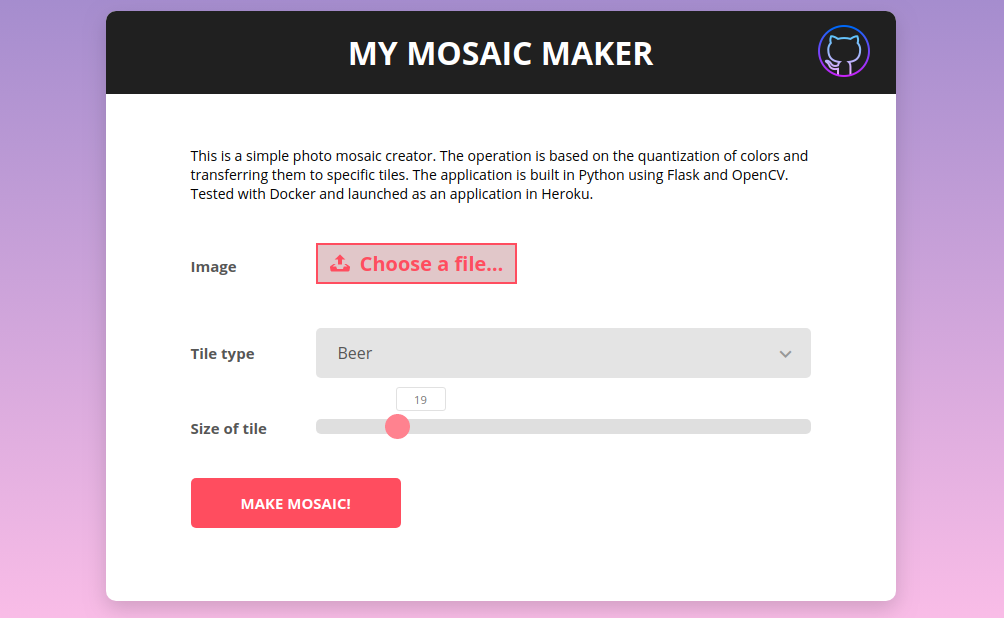 MY MOSAIC MAKER
This is a simple photo mosaic creator. The operation is based on the quantization of colors and
transferring them to specific tiles. The application is built in Python using Flask and OpenCV.
Tested with Docker and launched as an application in Heroku.
Image
Choose a file...
Tile type
Beer
19
Size of tile
MAKE MOSAIC!